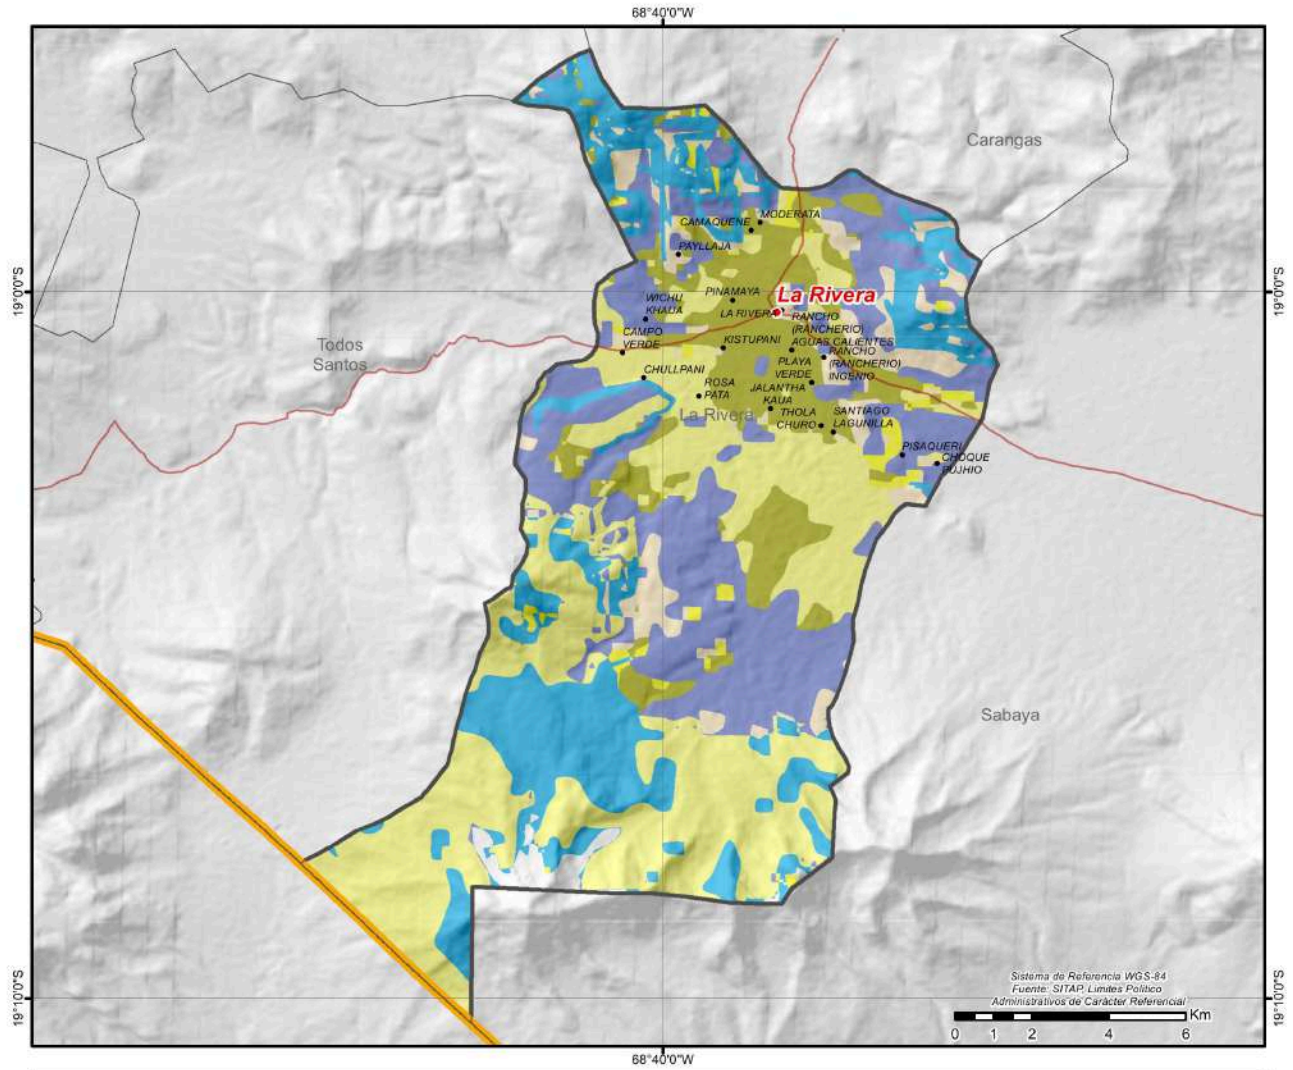 68°40'0"W
Carangas
MODERATA
CAMAQUENE
PAYLLAJA
19°0'0"S
19°0'0"S
La Rivera
PINAMAYA
WICHU
KHAUA
LA RIVERA
RANCHO
(RANCHERIO)
AGUAS CALIENTES
CAMPO
VERDE
KISTUPANI
Todos
Santos
RANCHO
(RANCHERIO)
INGENIO
PLAYA
VERDE
CHULLPANI
ROSA
PATA
JALANTHA
KAUA
La Rivera
THOLA
CHURO
SANTIAGO
LAGUNILLA
PISAQUERI
CHOQUE
PUJHIO
Sabaya
Sistema de Referencia WGS-84
Fuente: SITAP, Limites Político
Administrativos de Carácter Referencial
Km
0 1 2 4 6
19°10'0"S
19°10'0"S
68°40'0"W